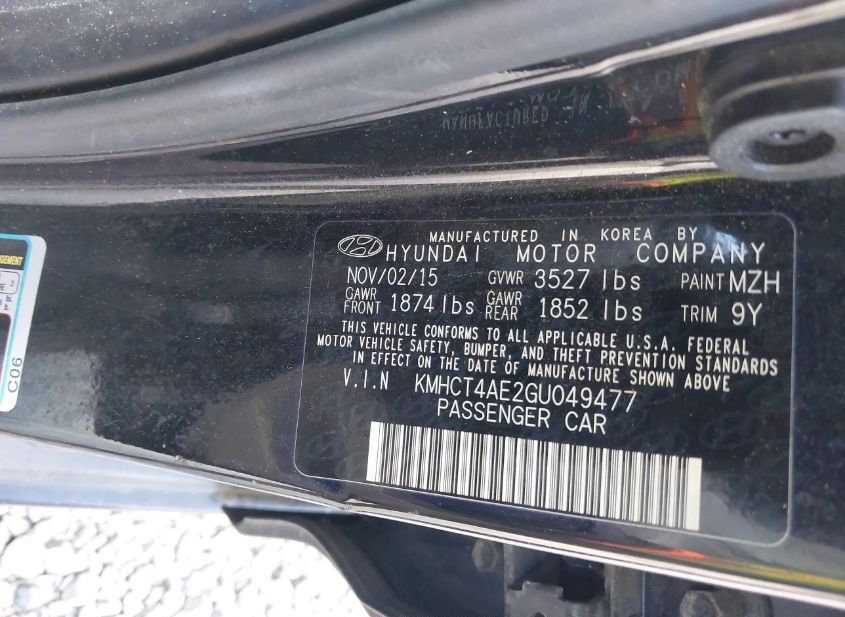 MANUFACTURED IN KOREA BY
HYUNDAI MOTOR COMPANY
NOV/02/15 GVWR 3527 lbs PAINT MZH
GAWR FRONT 1874 lbs GAWR REAR 1852 lbs TRIM 9Y
THIS VEHICLE CONFORMS TO ALL APPLICABLE U.S.A. FEDERAL
MOTOR VEHICLE SAFETY, BUMPER, AND THEFT PREVENTION STANDARDS
IN EFFECT ON THE DATE OF MANUFACTURE SHOWN ABOVE
V.I.N KMHCT4AE2GU049477
PASSENGER CAR
C06